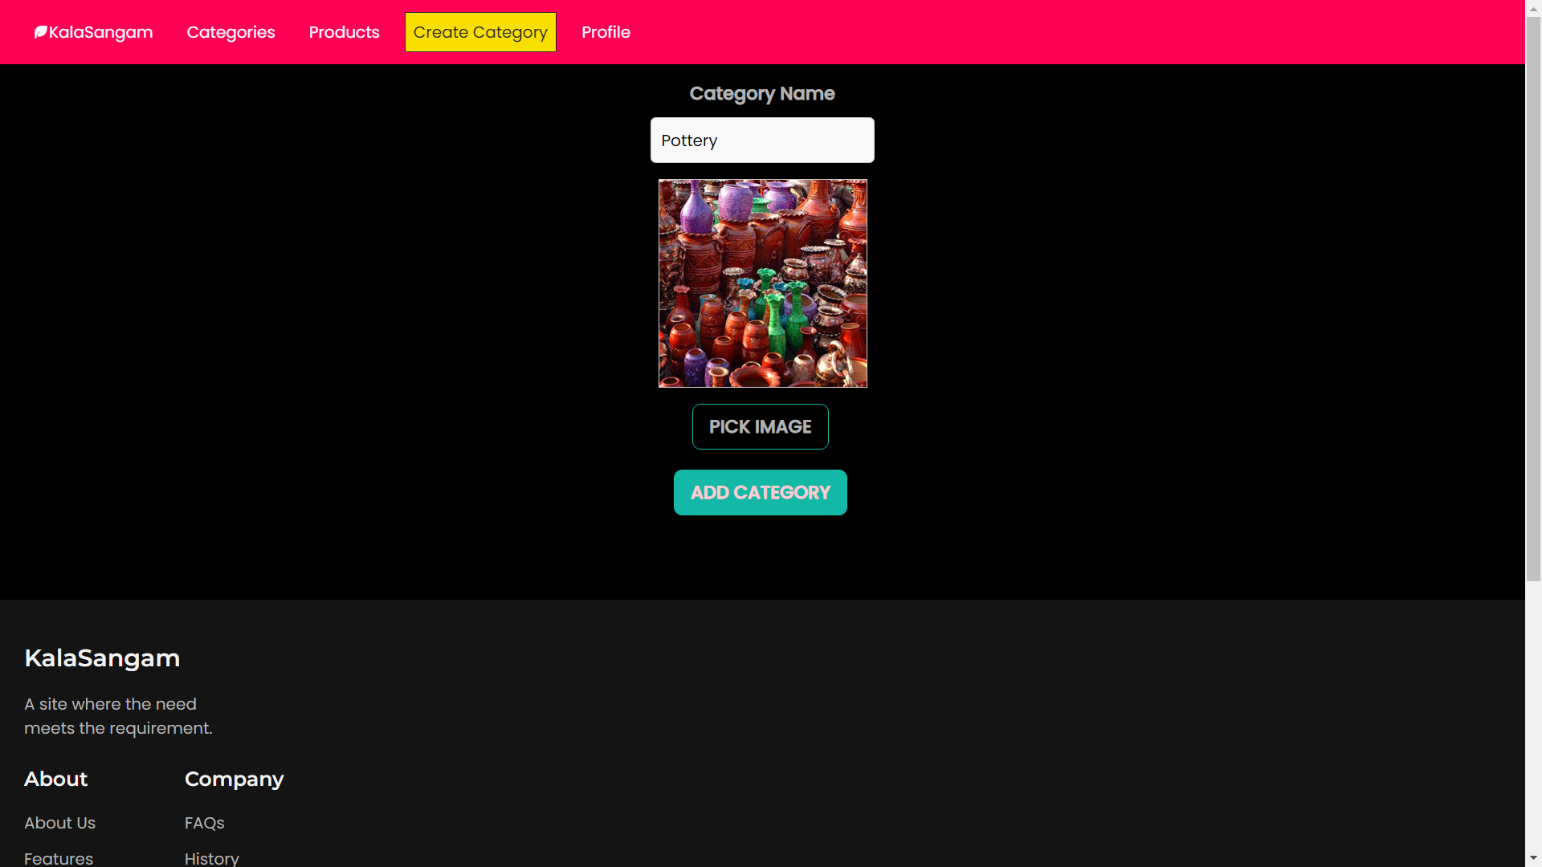 KalaSangam
Categories
Products
Create Category
Profile
Category Name
Pottery
PICK IMAGE
ADD CATEGORY
KalaSangam
A site where the need
meets the requirement.
About
Company
About Us
FAQs
Features
History